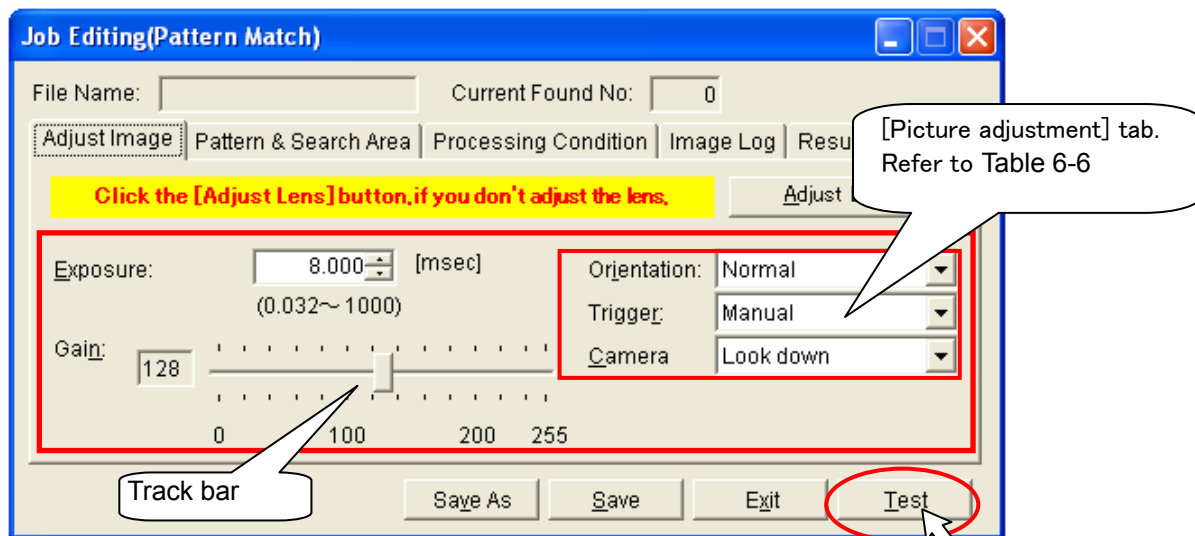 Job Editing(Pattern Match)
File Name: Current Found No: 0
Adjust Image Pattern & Search Area Processing Condition Image Log Resu
[Picture adjustment] tab.
Refer to Table 6-6
Click the [Adjust Lens] button,if you don't adjust the lens, Adjust
Exposure: 8.000 [msec] Orientation: Normal
(0.032～1000) Trigger: Manual
Gain: 128 Camera Look down
0 100 200 255
Track bar
Save As Save Exit Test